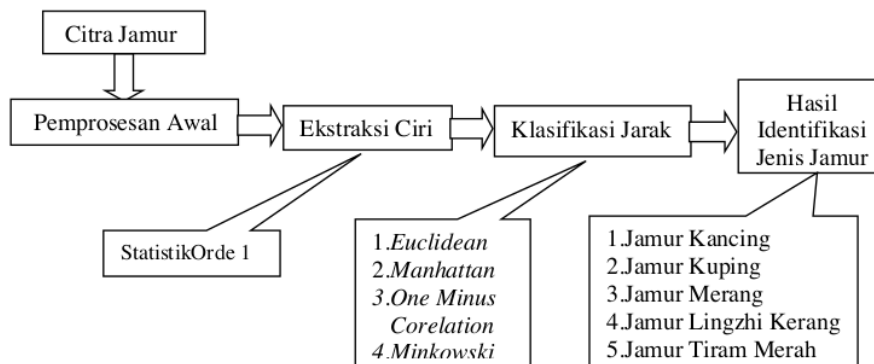 Citra Jamur
Pemprosesan Awal
Ekstraksi Ciri
Klasifikasi Jarak
Hasil
Identifikasi
Jenis Jamur
StatistikOrde 1
1.Euclidean
2.Manhattan
3.One Minus
Corelation
4.Minkowski
1.Jamur Kancing
2.Jamur Kuping
3.Jamur Merang
4.Jamur Lingzhi Kerang
5.Jamur Tiram Merah